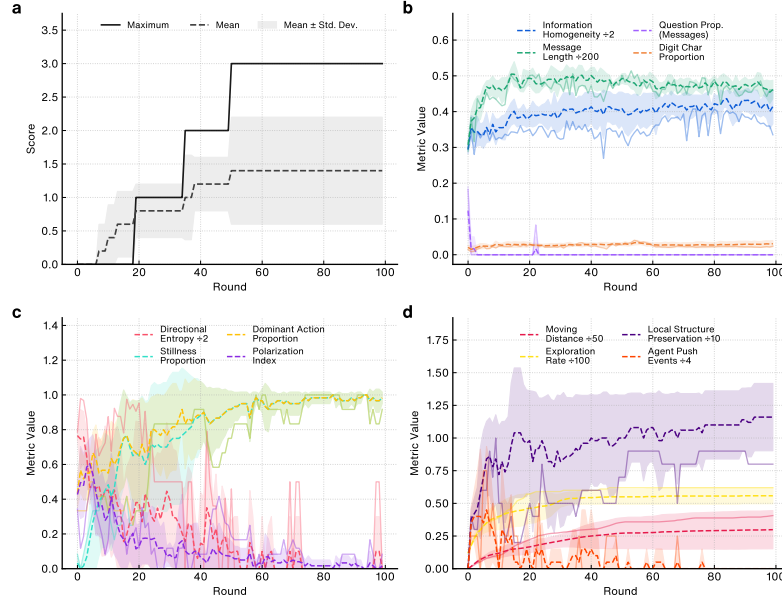 a
Maximum
Mean
Mean ± Std. Dev.
3.5
3.0
2.5
2.0
1.5
1.0
0.5
0.0
Score
0
20
40
60
80
100
Round
b
Information
Homogeneity ÷2
Message
Length ÷200
Question Prop.
(Messages)
Digit Char
Proportion
0.6
0.5
0.4
0.3
0.2
0.1
0.0
Metric Value
0
20
40
60
80
100
Round
c
Directional
Entropy ÷2
Stillness
Proportion
Dominant Action
Proportion
Polarization
Index
1.4
1.2
1.0
0.8
0.6
0.4
0.2
0.0
Metric Value
0
20
40
60
80
100
Round
d
Moving
Distance ÷50
Exploration
Rate ÷100
Local Structure
Preservation ÷10
Agent Push
Events ÷4
1.75
1.50
1.25
1.00
0.75
0.50
0.25
0.00
Metric Value
0
20
40
60
80
100
Round